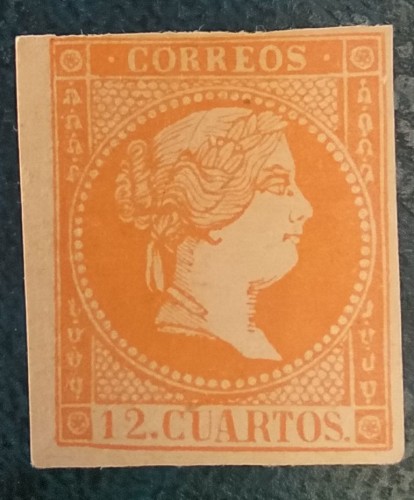 · CORREOS ·
12. CUARTOS.